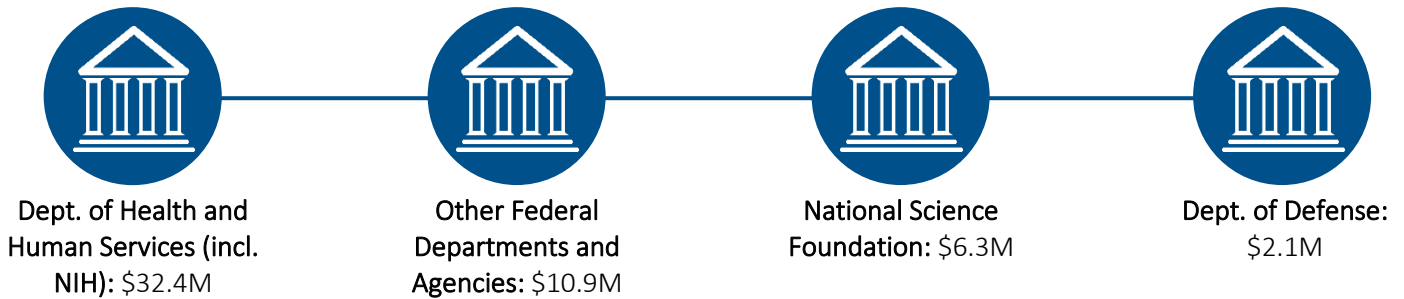 Dept. of Health and
Human Services (incl.
NIH): $32.4M
Other Federal
Departments and
Agencies: $10.9M
National Science
Foundation: $6.3M
Dept. of Defense:
$2.1M